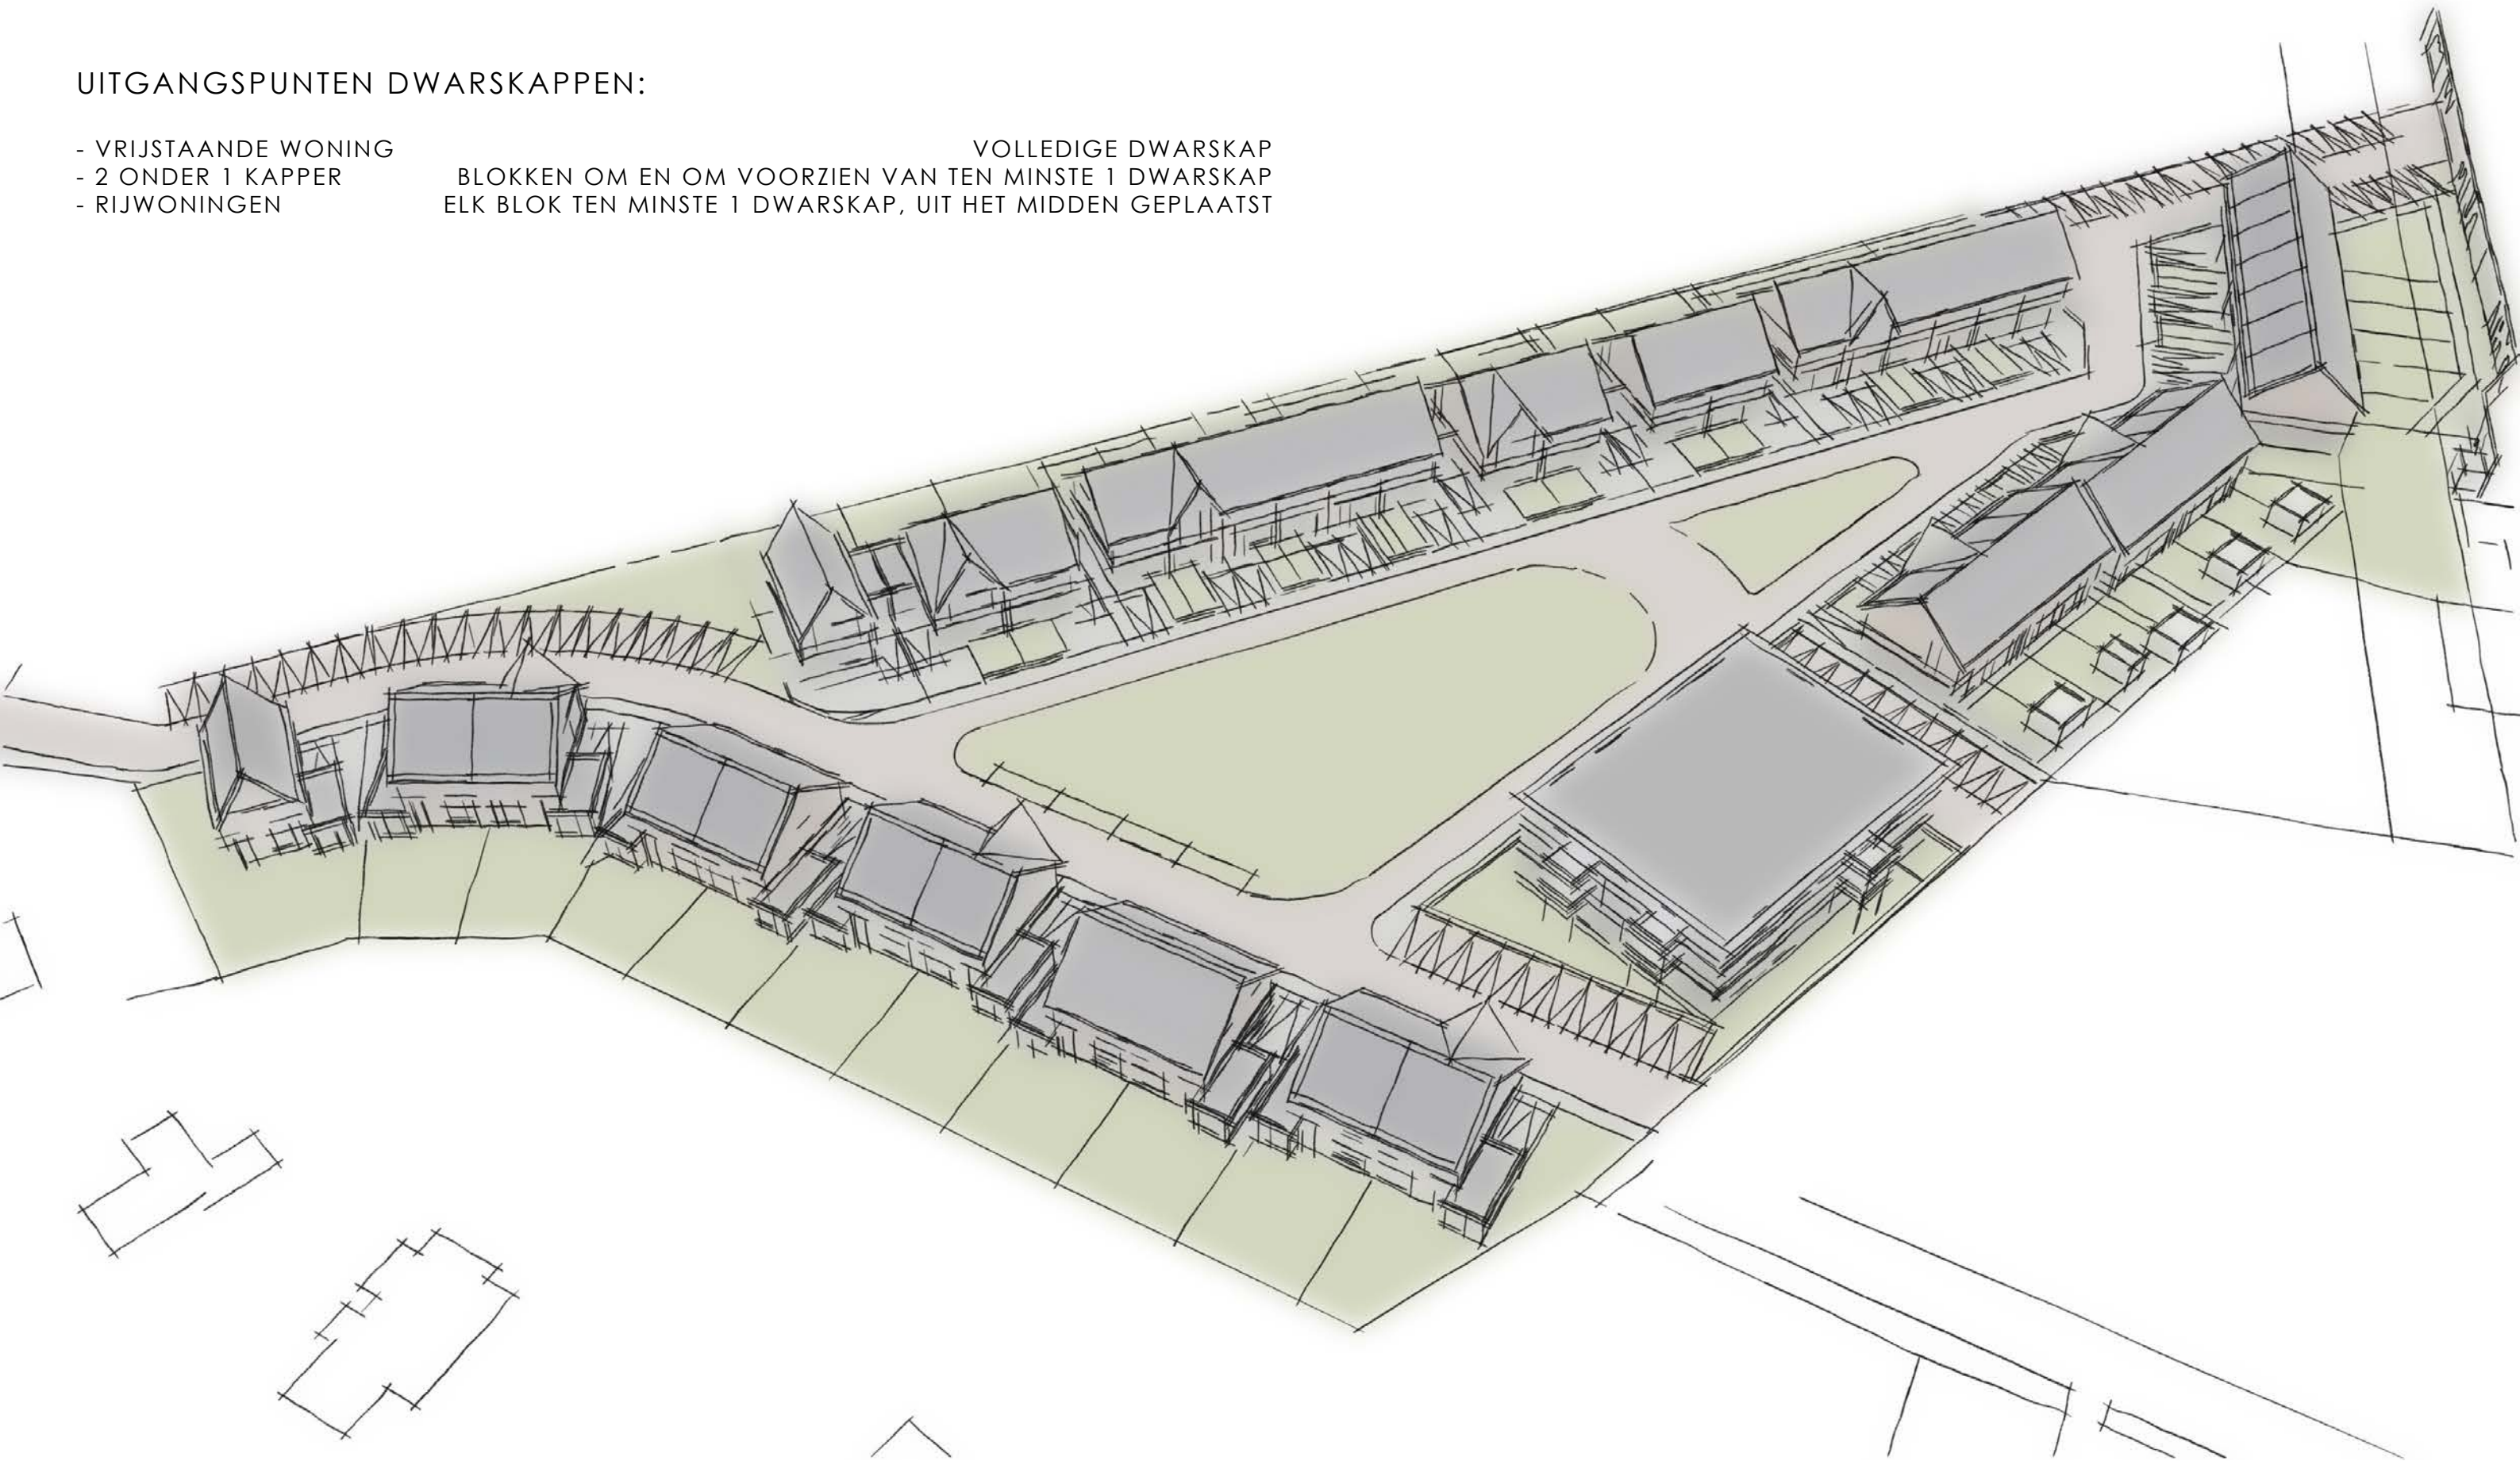 UITGANGSPUNTEN DWARSKAPPEN:
- VRIJSTAANDE WONING VOLLEDIGE DWARSKAP
- 2 ONDER 1 KAPPER BLOKKEN OM EN OM VOORZIEN VAN TEN MINSTE 1 DWARSKAP
- RIJWONINGEN ELK BLOK TEN MINSTE 1 DWARSKAP, UIT HET MIDDEN GEPLAATST